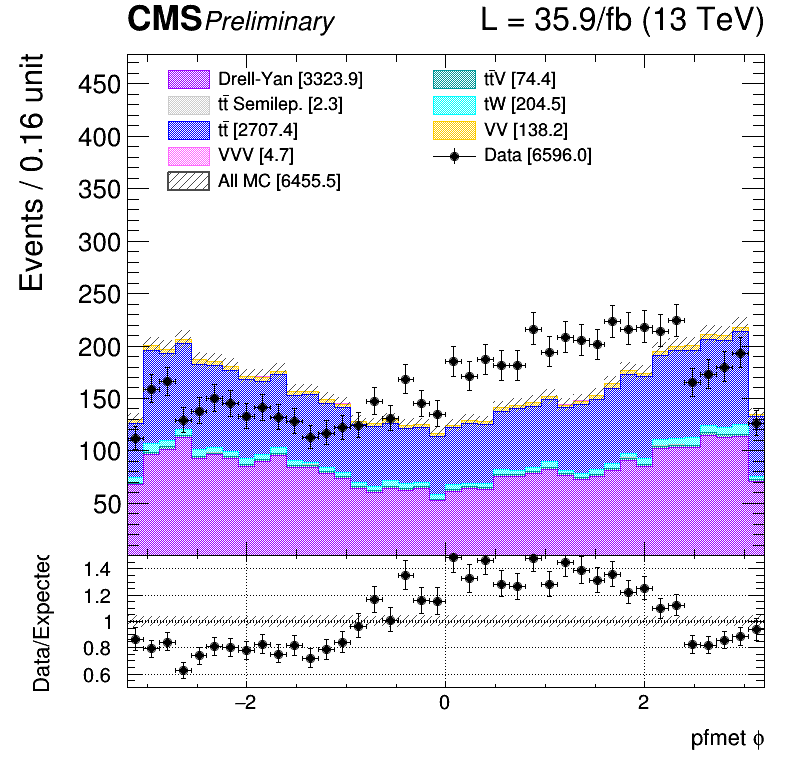 CMS Preliminary L = 35.9/fb (13 TeV)
Events / 0.16 unit
450
400
350
300
250
200
150
100
50
Drell-Yan [3323.9]
tt̄ Semilep. [2.3]
tt̄ [2707.4]
VVV [4.7]
All MC [6455.5]
tt̄V [74.4]
tW [204.5]
VV [138.2]
Data [6596.0]
Data/Expected
1.4
1.2
1
0.8
0.6
−2 0 2
pfmet ϕ